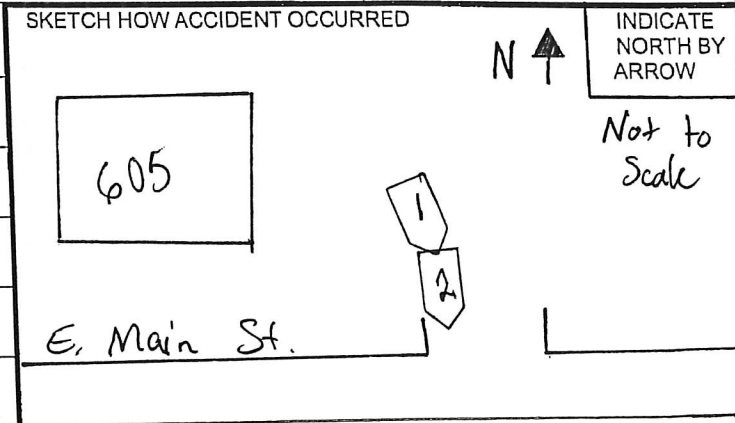 SKETCH HOW ACCIDENT OCCURRED
N
INDICATE
NORTH BY
ARROW
Not to
Scale
605
1
2
E. Main St.